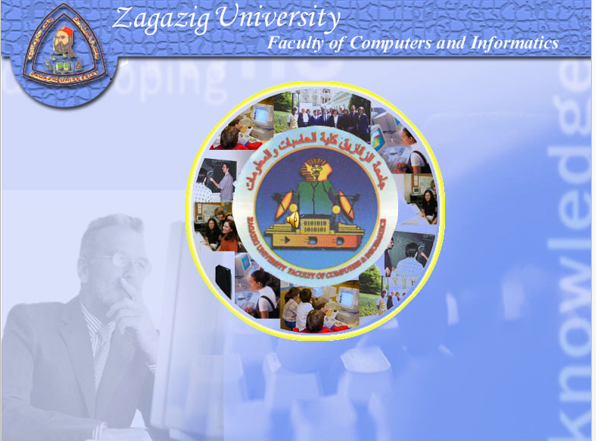 Zagazig University
Faculty of Computers and Informatics
oping
knowledge
جامعة الزقازيق كلية الحاسبات والمعلومات
ZAGAZIG UNIVERSITY FACULTY OF COMPUTERS & INFORMATICS